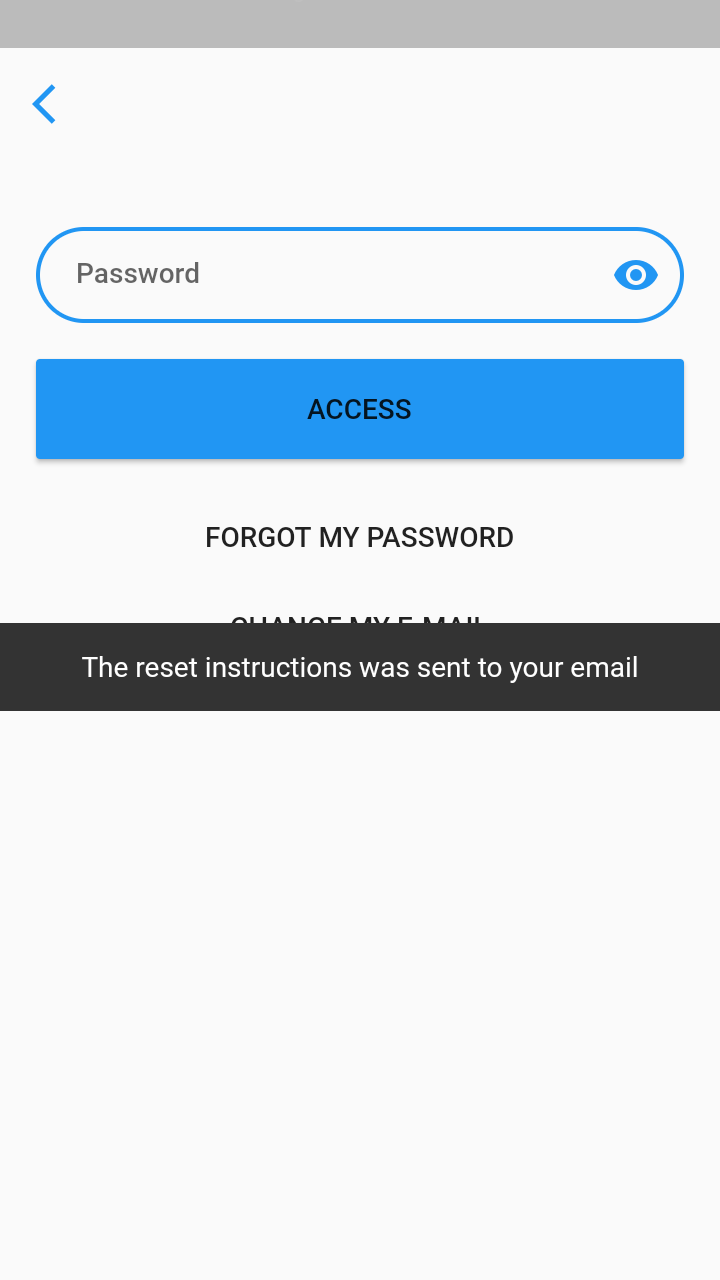 Password
ACCESS
FORGOT MY PASSWORD
CHANGE MY E-MAIL
The reset instructions was sent to your email